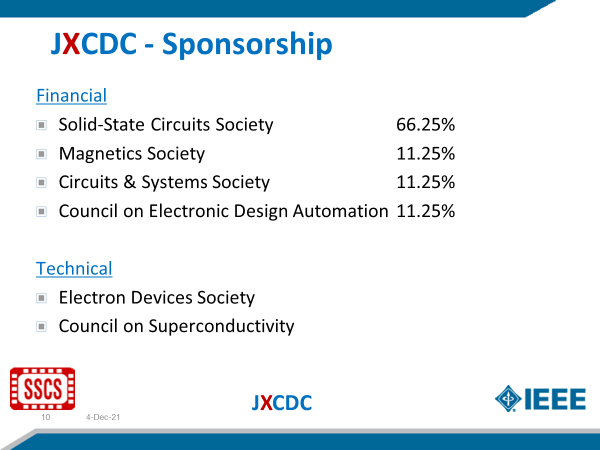 JXCDC - Sponsorship
Financial
Solid-State Circuits Society 66.25%
Magnetics Society 11.25%
Circuits & Systems Society 11.25%
Council on Electronic Design Automation 11.25%
Technical
Electron Devices Society
Council on Superconductivity
SSCS
JXCDC
IEEE
10 4-Dec-21